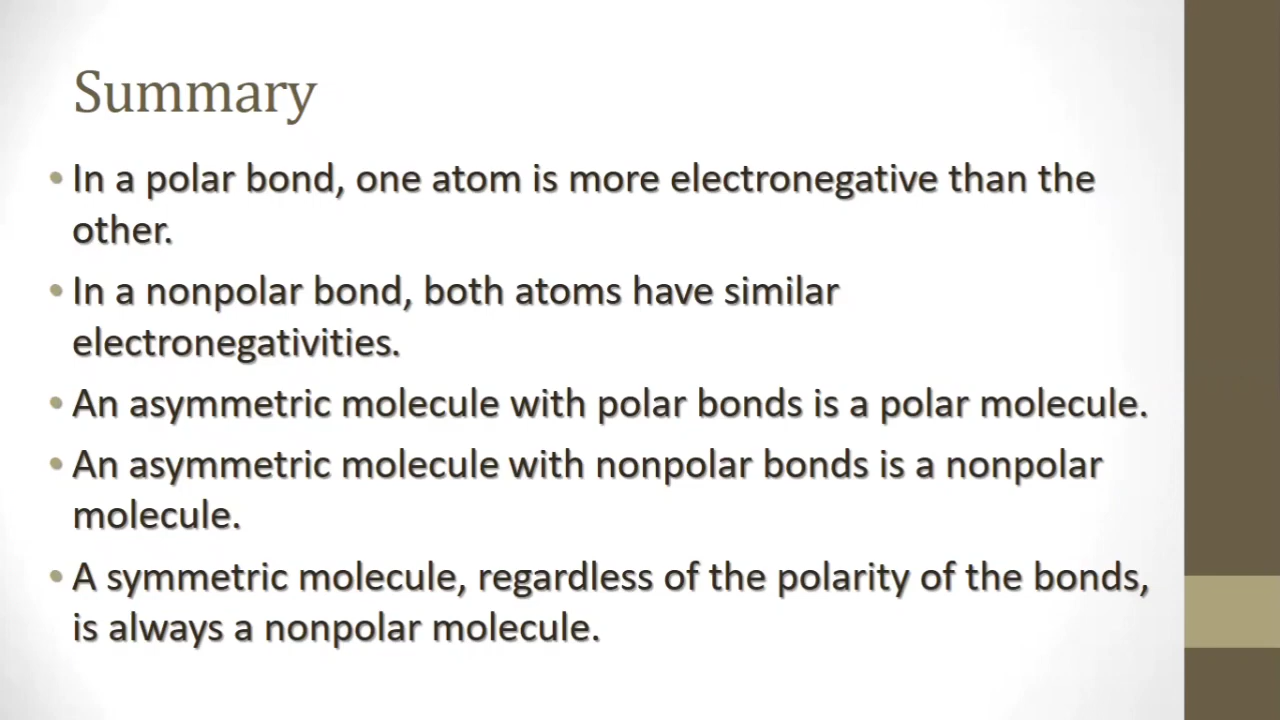 Summary
• In a polar bond, one atom is more electronegative than the
other.
• In a nonpolar bond, both atoms have similar
electronegativities.
• An asymmetric molecule with polar bonds is a polar molecule.
• An asymmetric molecule with nonpolar bonds is a nonpolar
molecule.
• A symmetric molecule, regardless of the polarity of the bonds,
is always a nonpolar molecule.